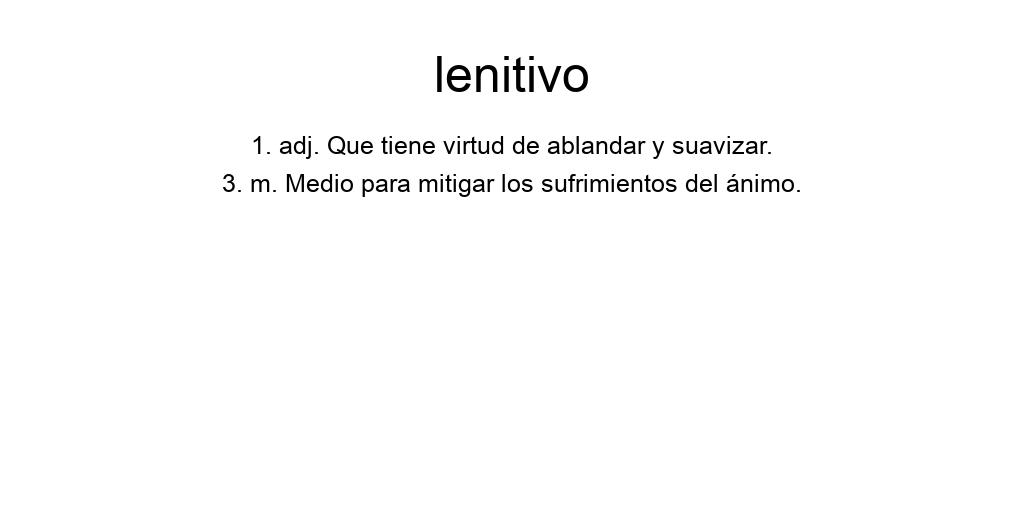 lenitivo
1. adj. Que tiene virtud de ablandar y suavizar.
3. m. Medio para mitigar los sufrimientos del ánimo.